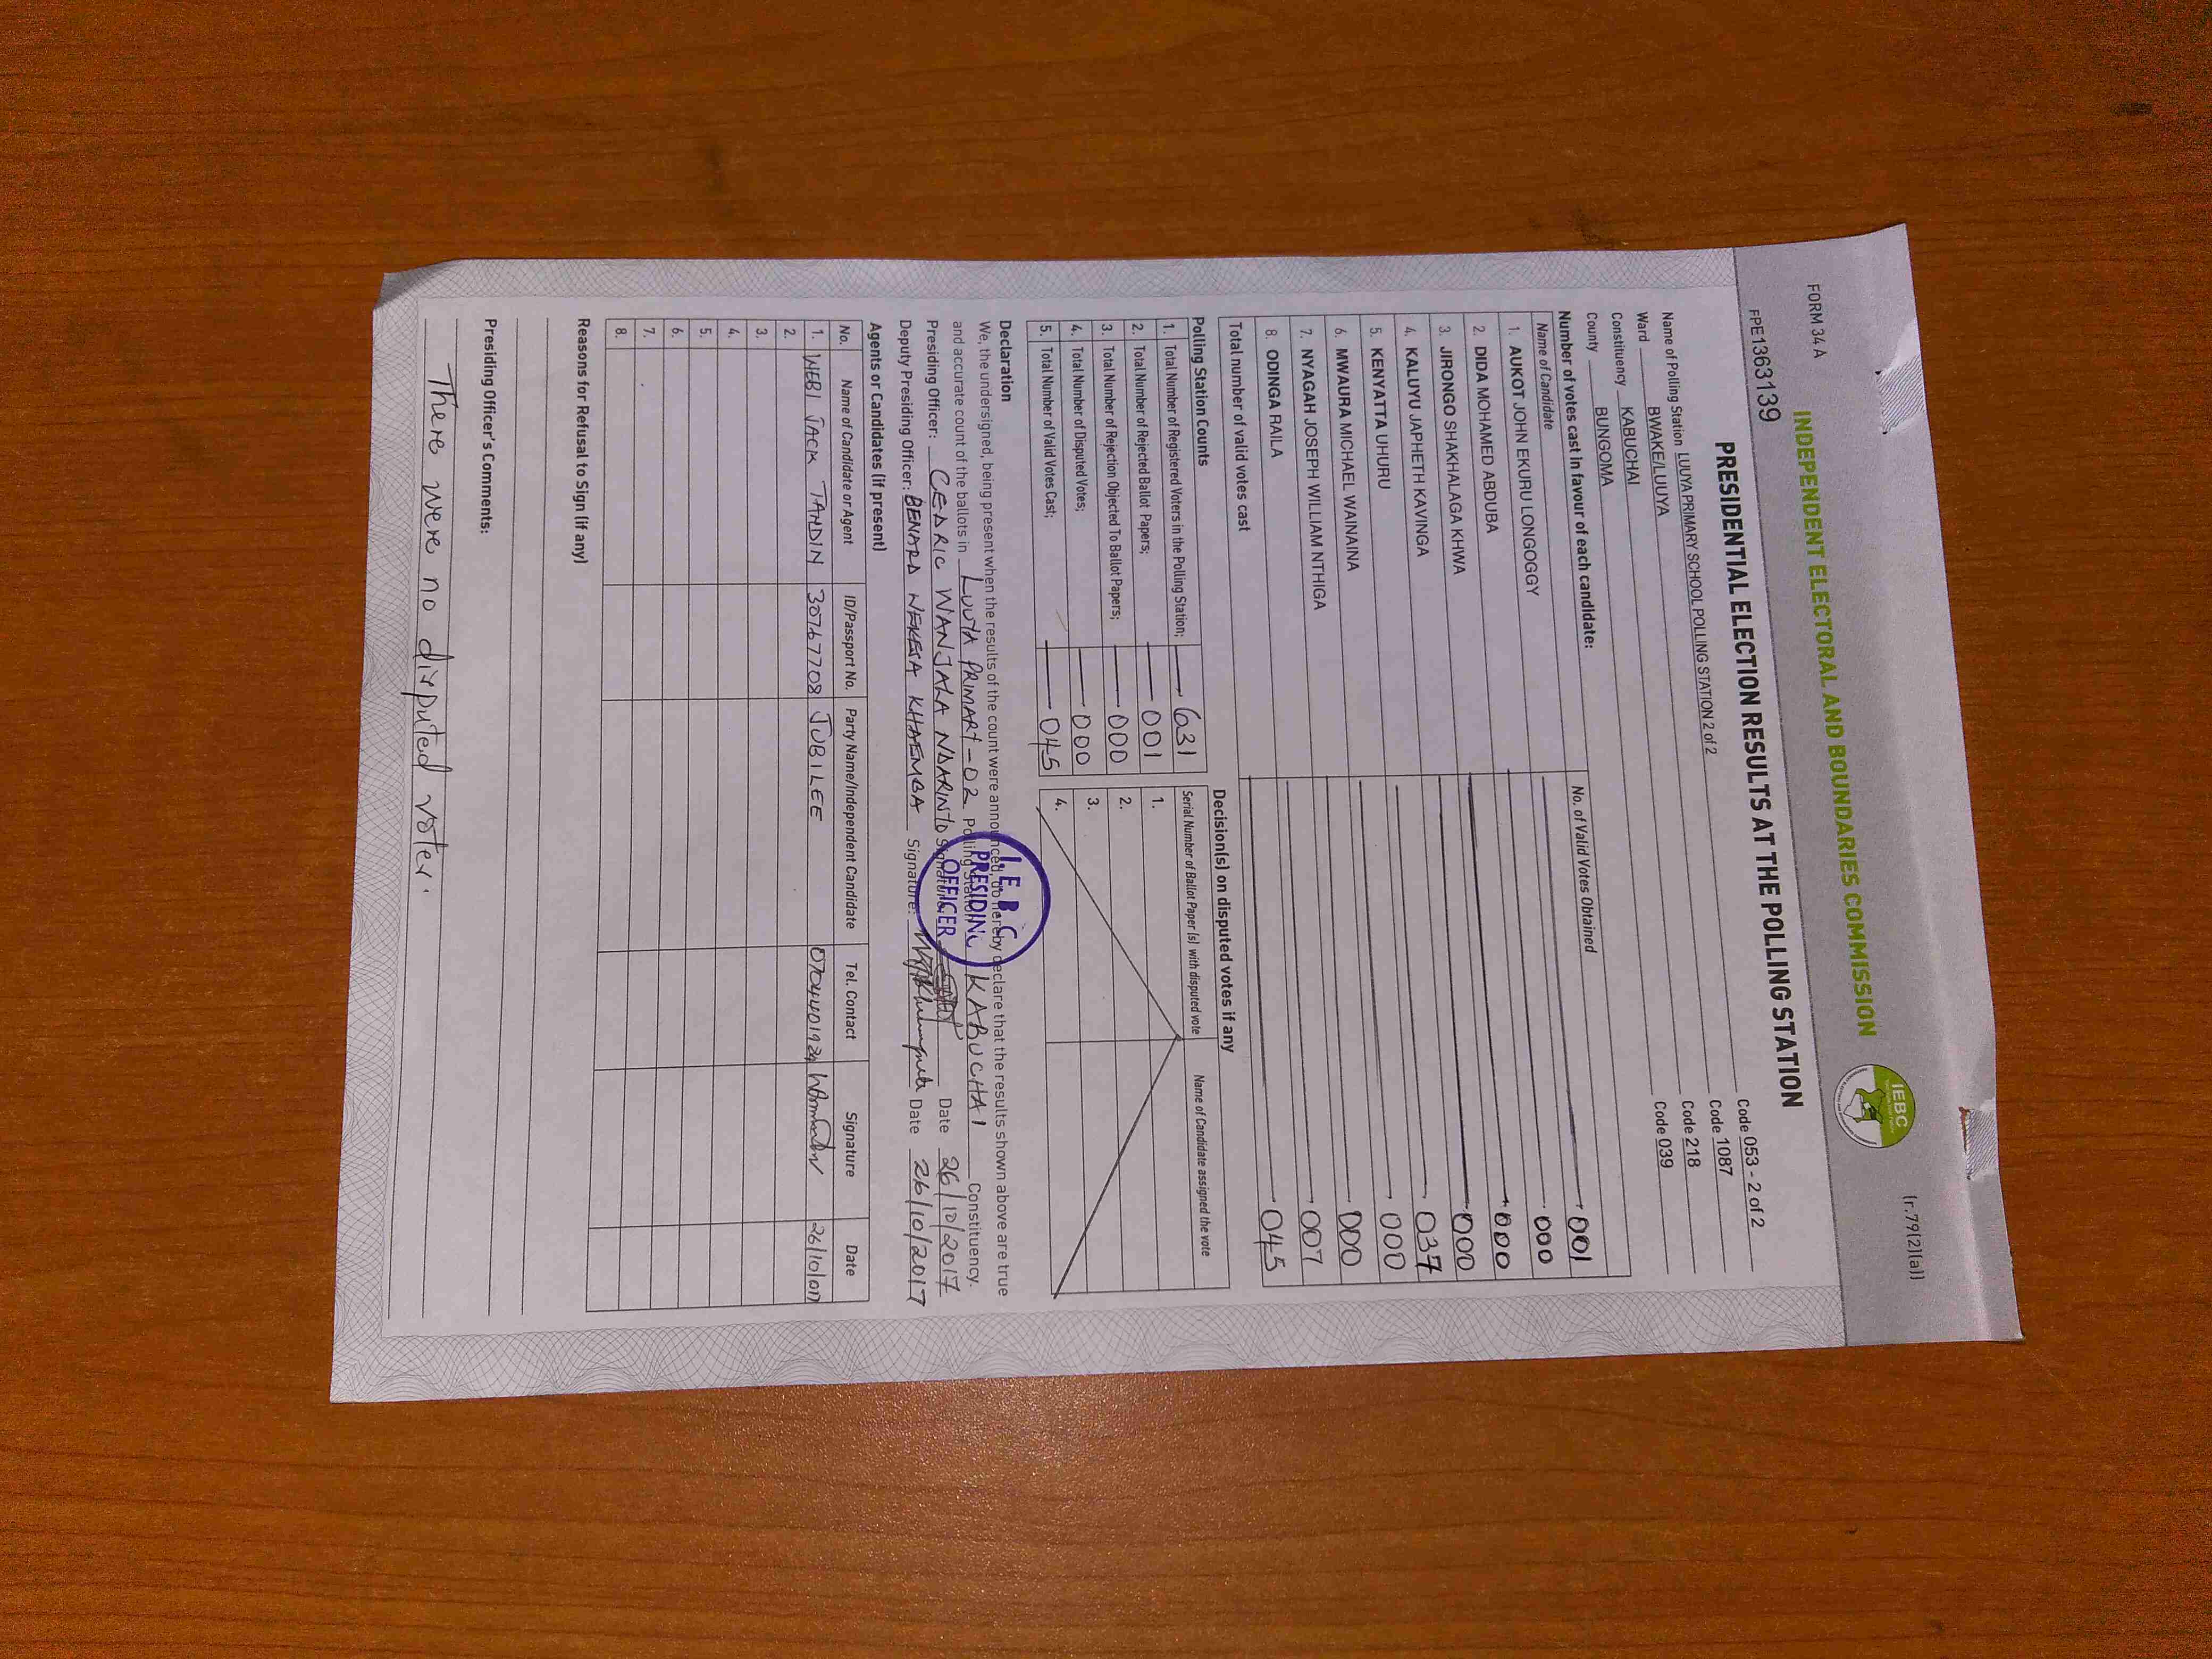 FORM 34 A
(r.79(2)(a))
INDEPENDENT ELECTORAL AND BOUNDARIES COMMISSION
IEBC
FPE1363139
PRESIDENTIAL ELECTION RESULTS AT THE POLLING STATION
Name of Polling Station LUUYA PRIMARY SCHOOL POLLING STATION 2 of 2 Code 053 - 2 of 2
Ward BWAKE/LUUYA Code 1087
Constituency KABUCHAI Code 218
County BUNGOMA Code 039
Number of votes cast in favour of each candidate:
Name of Candidate No. of Valid Votes Obtained
1. AUKOT JOHN EKURU LONGOGGY 001
2. DIDA MOHAMED ABDUBA 000
3. JIRONGO SHAKHALAGA KHWA 000
4. KALUYU JAPHETH KAVINGA 000
5. KENYATTA UHURU 037
6. MWAURA MICHAEL WAINAINA 000
7. NYAGAH JOSEPH WILLIAM NTHIGA 000
8. ODINGA RAILA 007
Total number of valid votes cast 045
Polling Station Counts
1. Total Number of Registered Voters in the Polling Station; 631
2. Total Number of Rejected Ballot Papers; 001
3. Total Number of Rejection Objected To Ballot Papers; 000
4. Total Number of Disputed Votes; 000
5. Total Number of Valid Votes Cast; 045
Decision(s) on disputed votes if any
Serial Number of Ballot Paper (s) with disputed vote Name of Candidate assigned the vote
1.
2.
3.
4.
Declaration
We, the undersigned, being present when the results of the count were announced, do hereby declare that the results shown above are true
and accurate count of the ballots in LUUYA PRIMARY-02 Polling Station KABUCHAI Constituency.
Presiding Officer: CEDRIC WANJALA Signature: Date 26/10/2017
Deputy Presiding Officer: BENARD WEKESA KHAEMBA Signature: Date 26/10/2017
I.E.B.C
PRESIDING
OFFICER
Agents or Candidates (if present)
No. Name of Candidate or Agent ID/Passport No. Party Name/Independent Candidate Tel. Contact Signature Date
1. WEBI JACK TANDIN 30767708 JUBILEE 26/10/017
2.
3.
4.
5.
6.
7.
8.
Reasons for Refusal to Sign (if any)
Presiding Officer's Comments:
There were no disputed votes.